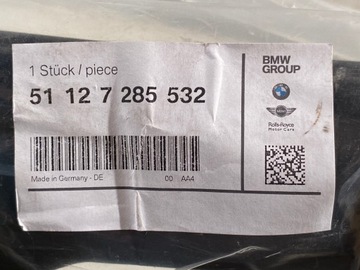 1 Stück / piece
BMW
GROUP
51 12 7 285 532
Rolls-Royce
Motor Cars
Made in Germany - DE
00 AA4